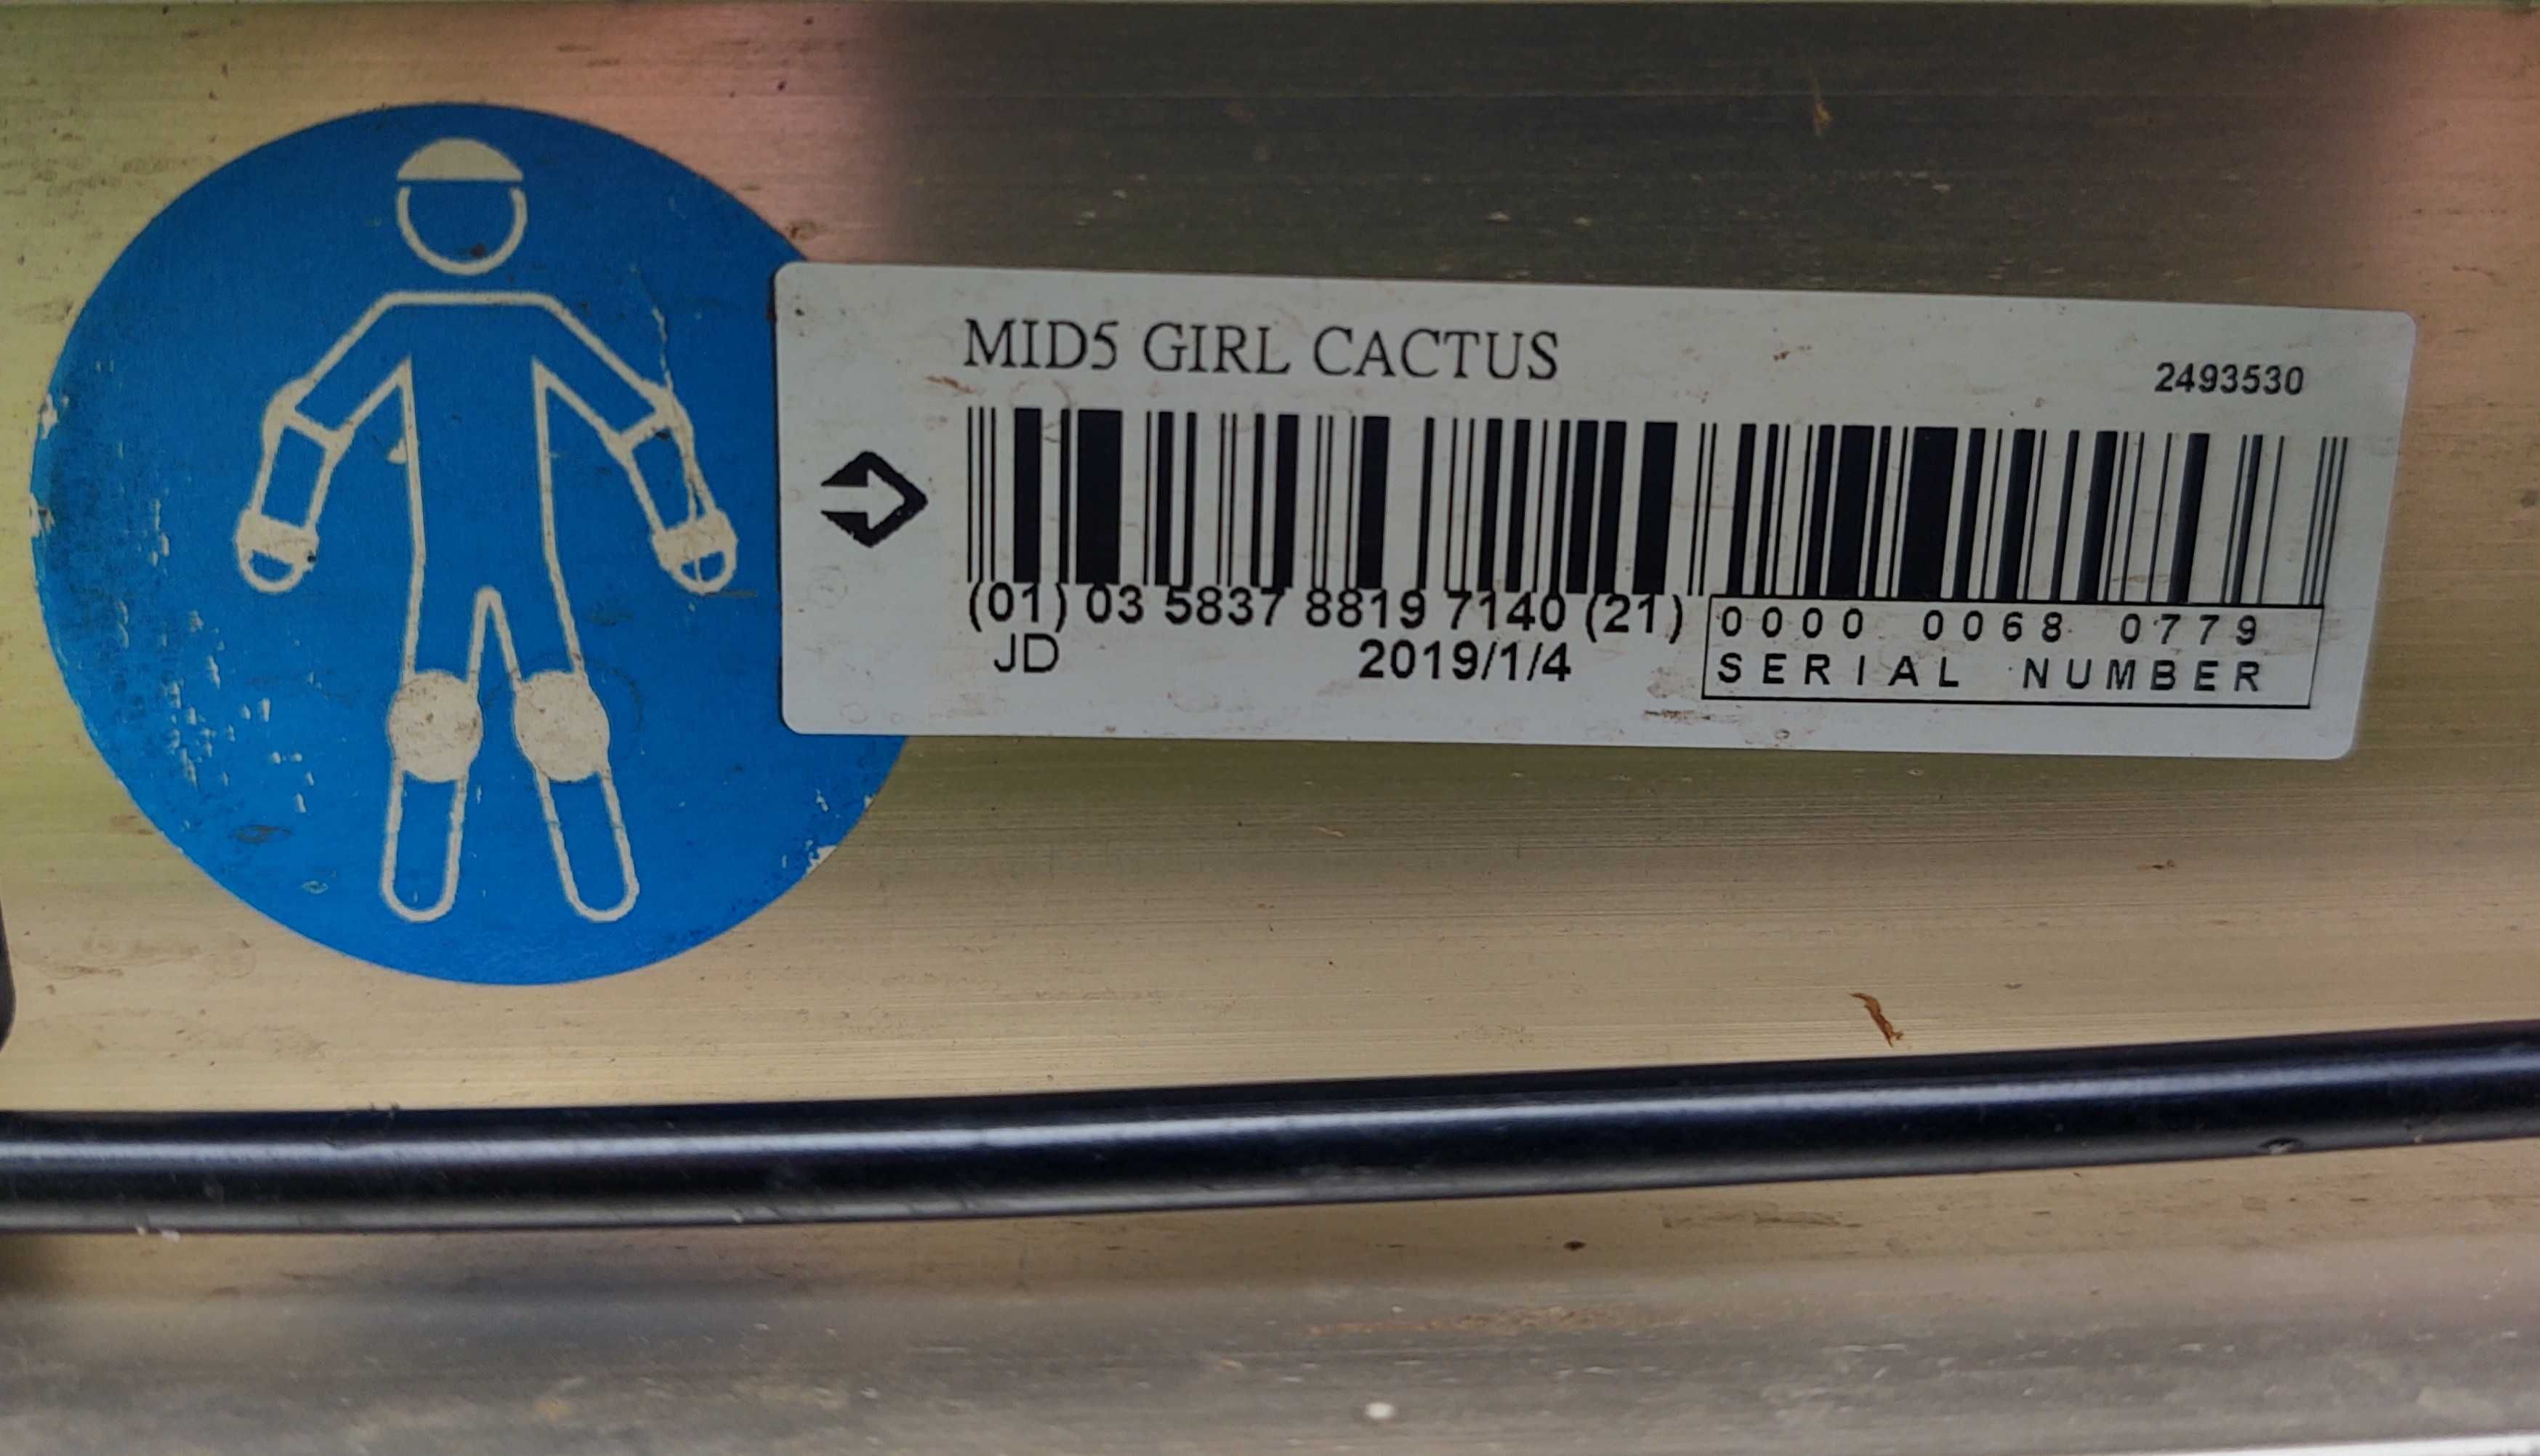 MID5 GIRL CACTUS
2493530
(01) 03 5837 8819 7140 (21) 0000 0068 0779
JD 2019/1/4 SERIAL NUMBER